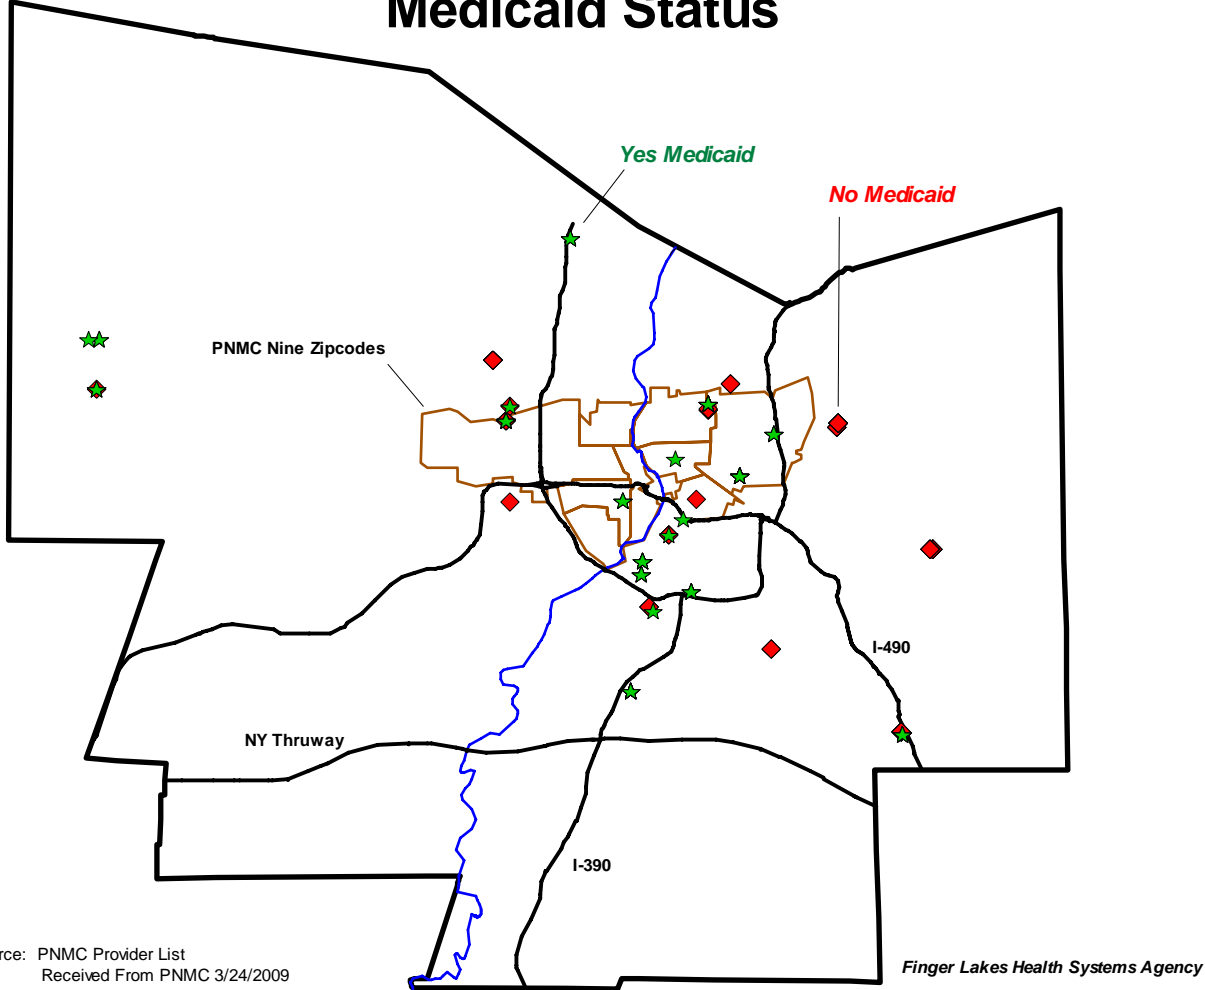 Medicaid Status
Yes Medicaid
No Medicaid
PNMC Nine Zipcodes
I-490
NY Thruway
I-390
rce: PNMC Provider List
Received From PNMC 3/24/2009
Finger Lakes Health Systems Agency